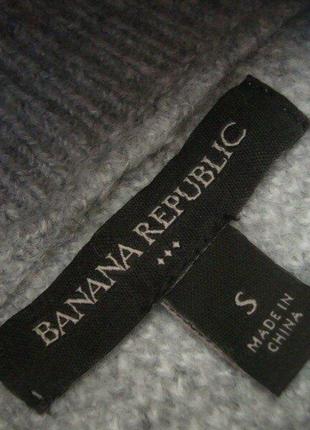 BANANA REPUBLIC
S
MADE IN
CHINA